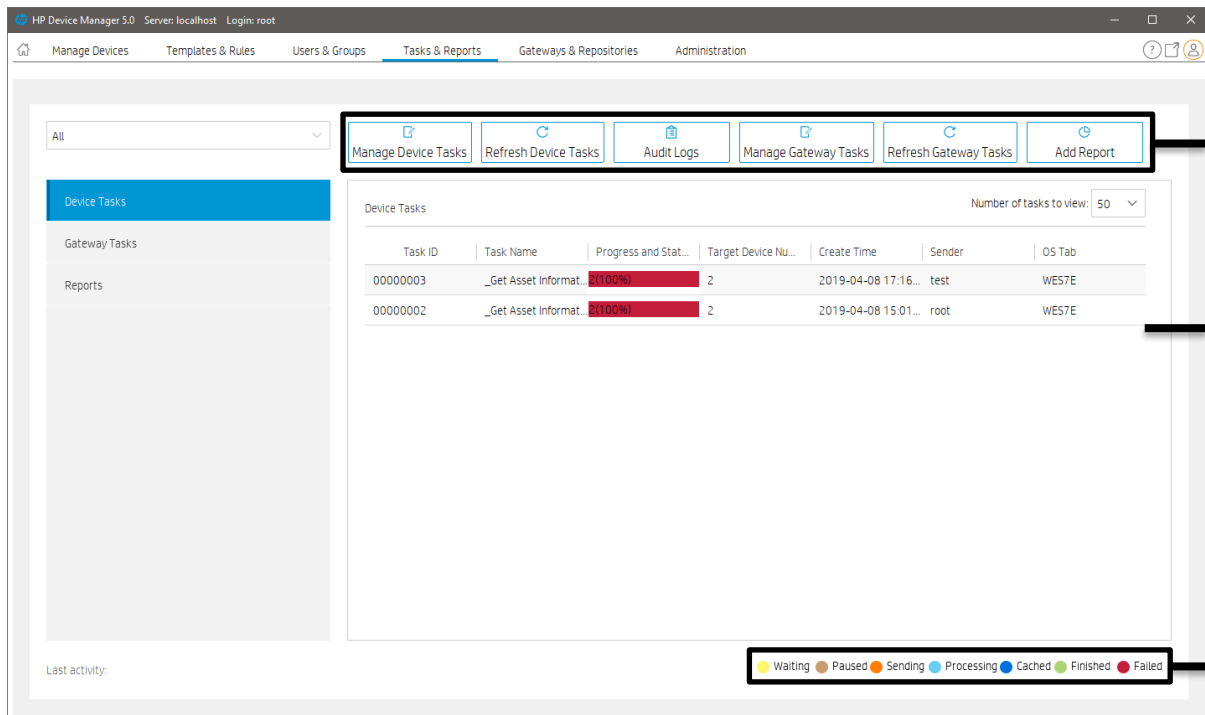 HP Device Manager 5.0 Server: localhost Login: root
Manage Devices Templates & Rules Users & Groups Tasks & Reports Gateways & Repositories Administration
All
Manage Device Tasks Refresh Device Tasks Audit Logs Manage Gateway Tasks Refresh Gateway Tasks Add Report
Device Tasks
Gateway Tasks
Reports
Device Tasks Number of tasks to view: 50
Task ID Task Name Progress and Stat... Target Device Nu... Create Time Sender OS Tab
00000003 _Get Asset Informat... 2(100%) 2 2019-04-08 17:16... test WES7E
00000002 _Get Asset Informat... 2(100%) 2 2019-04-08 15:01... root WES7E
Last activity:
Waiting Paused Sending Processing Cached Finished Failed